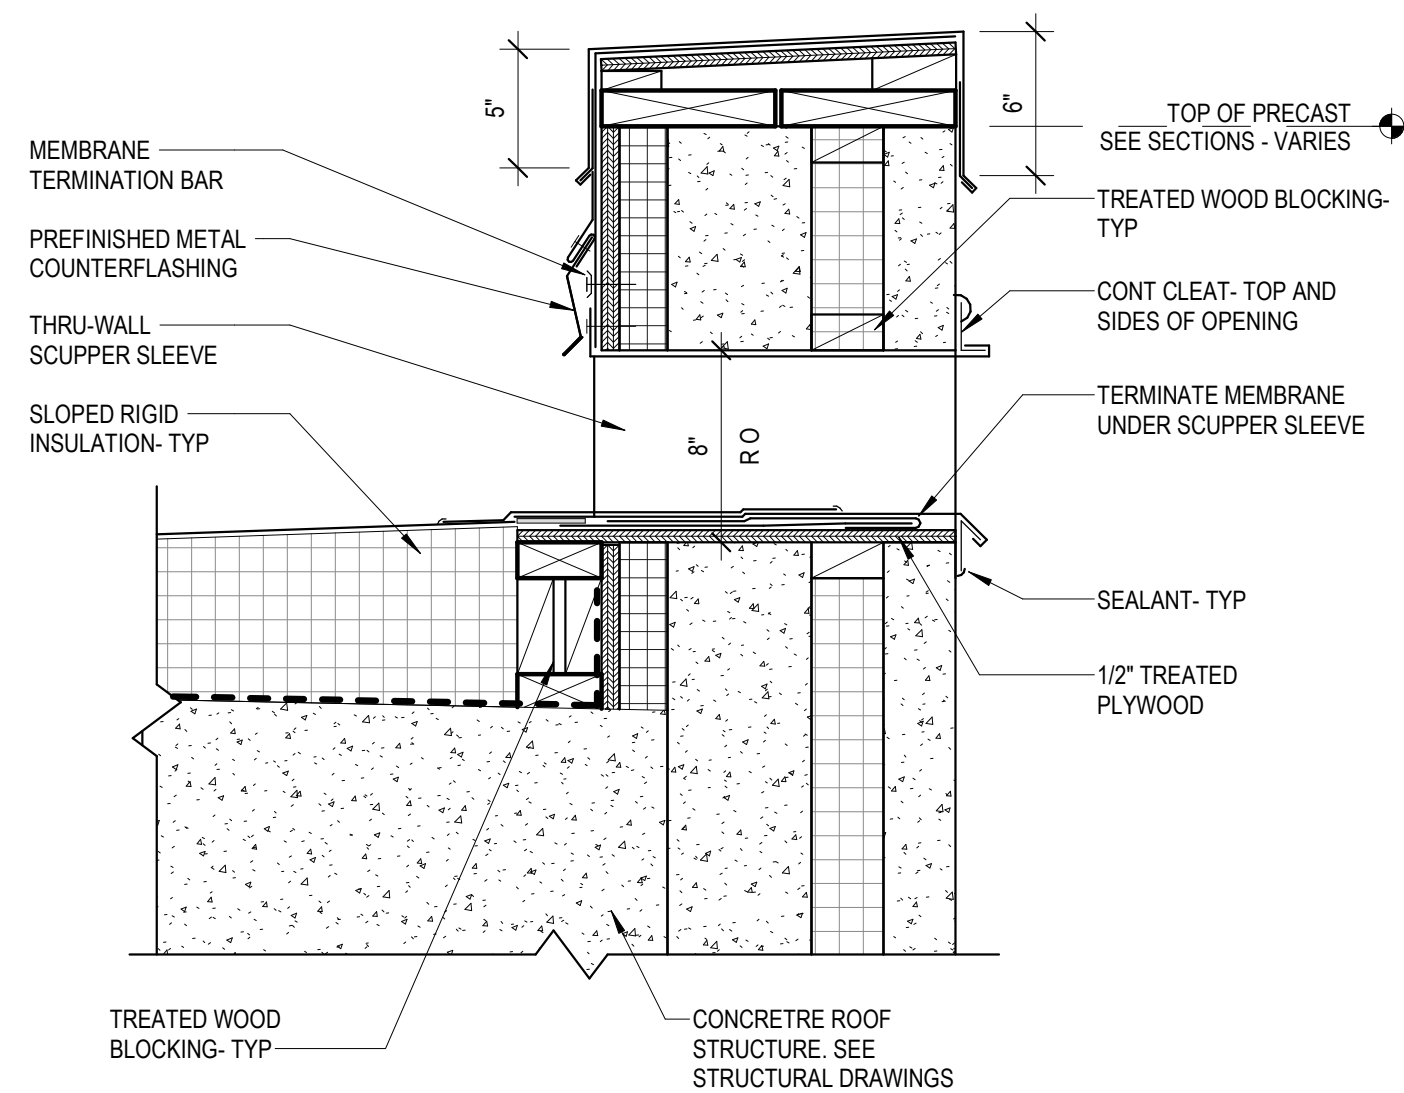 5"
6"
TOP OF PRECAST
SEE SECTIONS - VARIES
MEMBRANE
TERMINATION BAR
PREFINISHED METAL
COUNTERFLASHING
THRU-WALL
SCUPPER SLEEVE
SLOPED RIGID
INSULATION- TYP
TREATED WOOD BLOCKING-
TYP
CONT CLEAT- TOP AND
SIDES OF OPENING
TERMINATE MEMBRANE
UNDER SCUPPER SLEEVE
8"
RO
SEALANT- TYP
1/2" TREATED
PLYWOOD
TREATED WOOD
BLOCKING- TYP
CONCRETRE ROOF
STRUCTURE. SEE
STRUCTURAL DRAWINGS